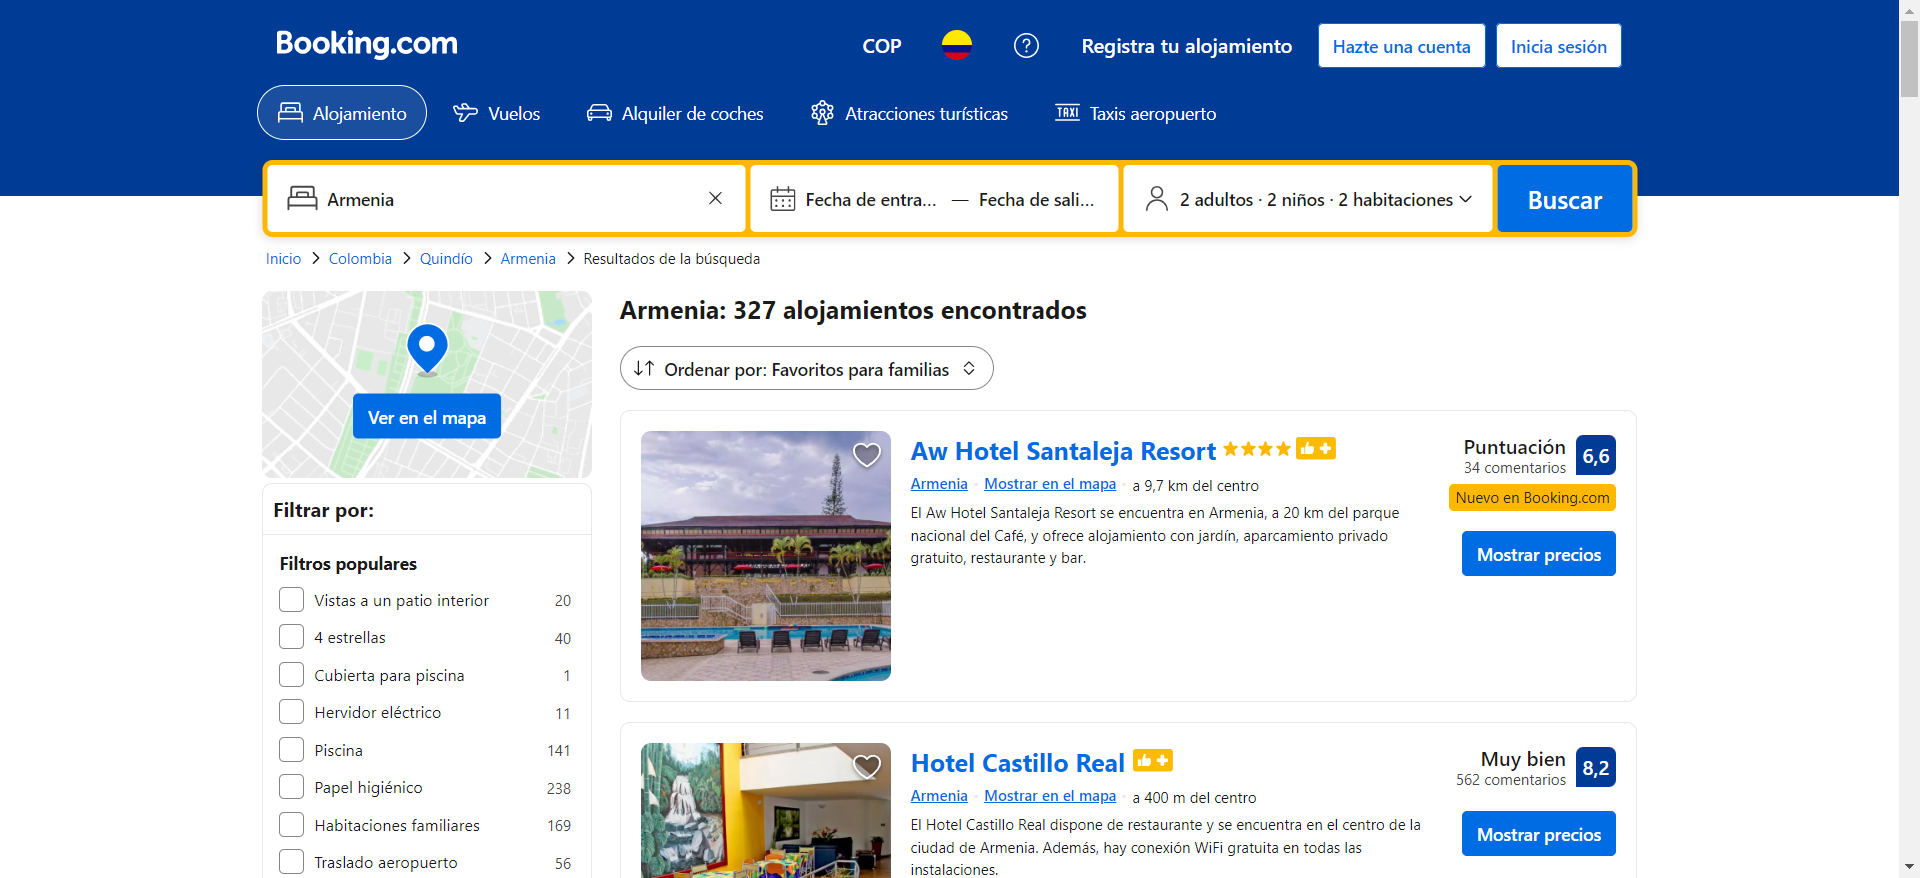 Booking.com
COP
Registra tu alojamiento
Hazte una cuenta
Inicia sesión
Alojamiento
Vuelos
Alquiler de coches
Atracciones turísticas
TAXI
Taxis aeropuerto
Armenia
Fecha de entra... — Fecha de sali...
2 adultos · 2 niños · 2 habitaciones
Buscar
Inicio > Colombia > Quindío > Armenia > Resultados de la búsqueda
Ver en el mapa
Filtrar por:
Filtros populares
Vistas a un patio interior 20
4 estrellas 40
Cubierta para piscina 1
Hervidor eléctrico 11
Piscina 141
Papel higiénico 238
Habitaciones familiares 169
Traslado aeropuerto 56
Armenia: 327 alojamientos encontrados
Ordenar por: Favoritos para familias
Aw Hotel Santaleja Resort
Armenia · Mostrar en el mapa · a 9,7 km del centro
El Aw Hotel Santaleja Resort se encuentra en Armenia, a 20 km del parque
nacional del Café, y ofrece alojamiento con jardín, aparcamiento privado
gratuito, restaurante y bar.
Puntuación
34 comentarios
6,6
Nuevo en Booking.com
Mostrar precios
Hotel Castillo Real
Armenia · Mostrar en el mapa · a 400 m del centro
El Hotel Castillo Real dispone de restaurante y se encuentra en el centro de la
ciudad de Armenia. Además, hay conexión WiFi gratuita en todas las
instalaciones.
Muy bien
562 comentarios
8,2
Mostrar precios